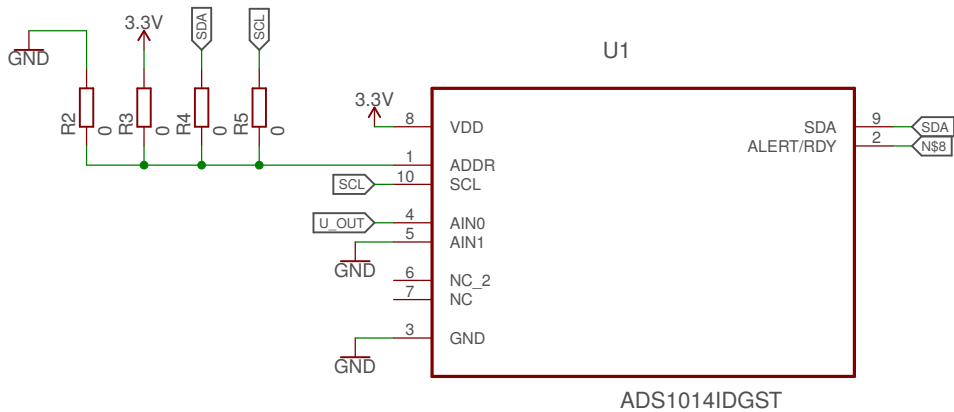 3.3V
SDA
SCL
GND
R2
0
R3
0
R4
0
R5
0
U1
3.3V
8
VDD
1
ADDR
SCL
10
SCL
U_OUT
4
AIN0
5
AIN1
GND
6
NC_2
7
NC
3
GND
GND
SDA
9
SDA
ALERT/RDY
2
N$8
ADS1014IDGST